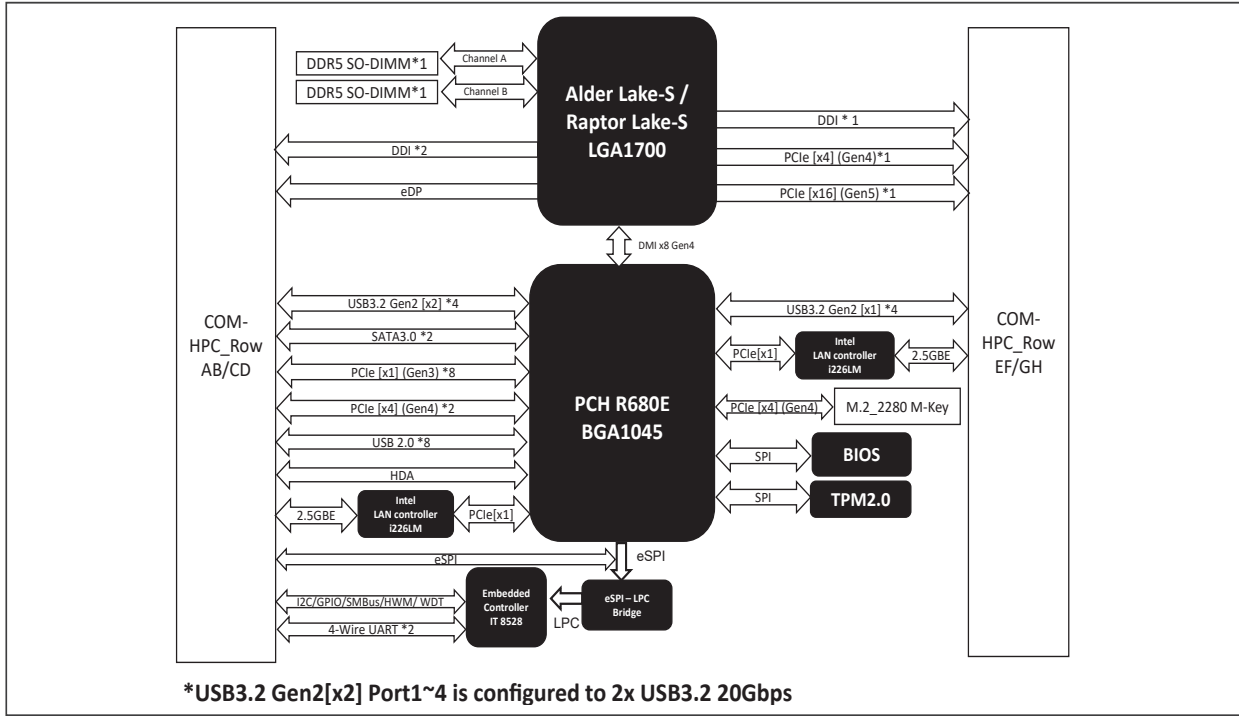 DDR5 SO-DIMM*1
Channel A
DDR5 SO-DIMM*1
Channel B
Alder Lake-S /
Raptor Lake-S
LGA1700
DDI *2
eDP
DDI * 1
PCIe [x4] (Gen4)*1
PCIe [x16] (Gen5) *1
DMI x8 Gen4
COM-
HPC_Row
AB/CD
USB3.2 Gen2 [x2] *4
SATA3.0 *2
PCIe [x1] (Gen3) *8
PCIe [x4] (Gen4) *2
USB 2.0 *8
HDA
2.5GBE
Intel
LAN controller
i226LM
PCIe[x1]
PCH R680E
BGA1045
USB3.2 Gen2 [x1] *4
PCIe[x1]
Intel
LAN controller
i226LM
2.5GBE
PCIe [x4] (Gen4)
M.2_2280 M-Key
SPI
BIOS
SPI
TPM2.0
COM-
HPC_Row
EF/GH
eSPI
eSPI
I2C/GPIO/SMBus/HWM/ WDT
4-Wire UART *2
Embedded
Controller
IT 8528
LPC
eSPI – LPC
Bridge
*USB3.2 Gen2[x2] Port1~4 is configured to 2x USB3.2 20Gbps